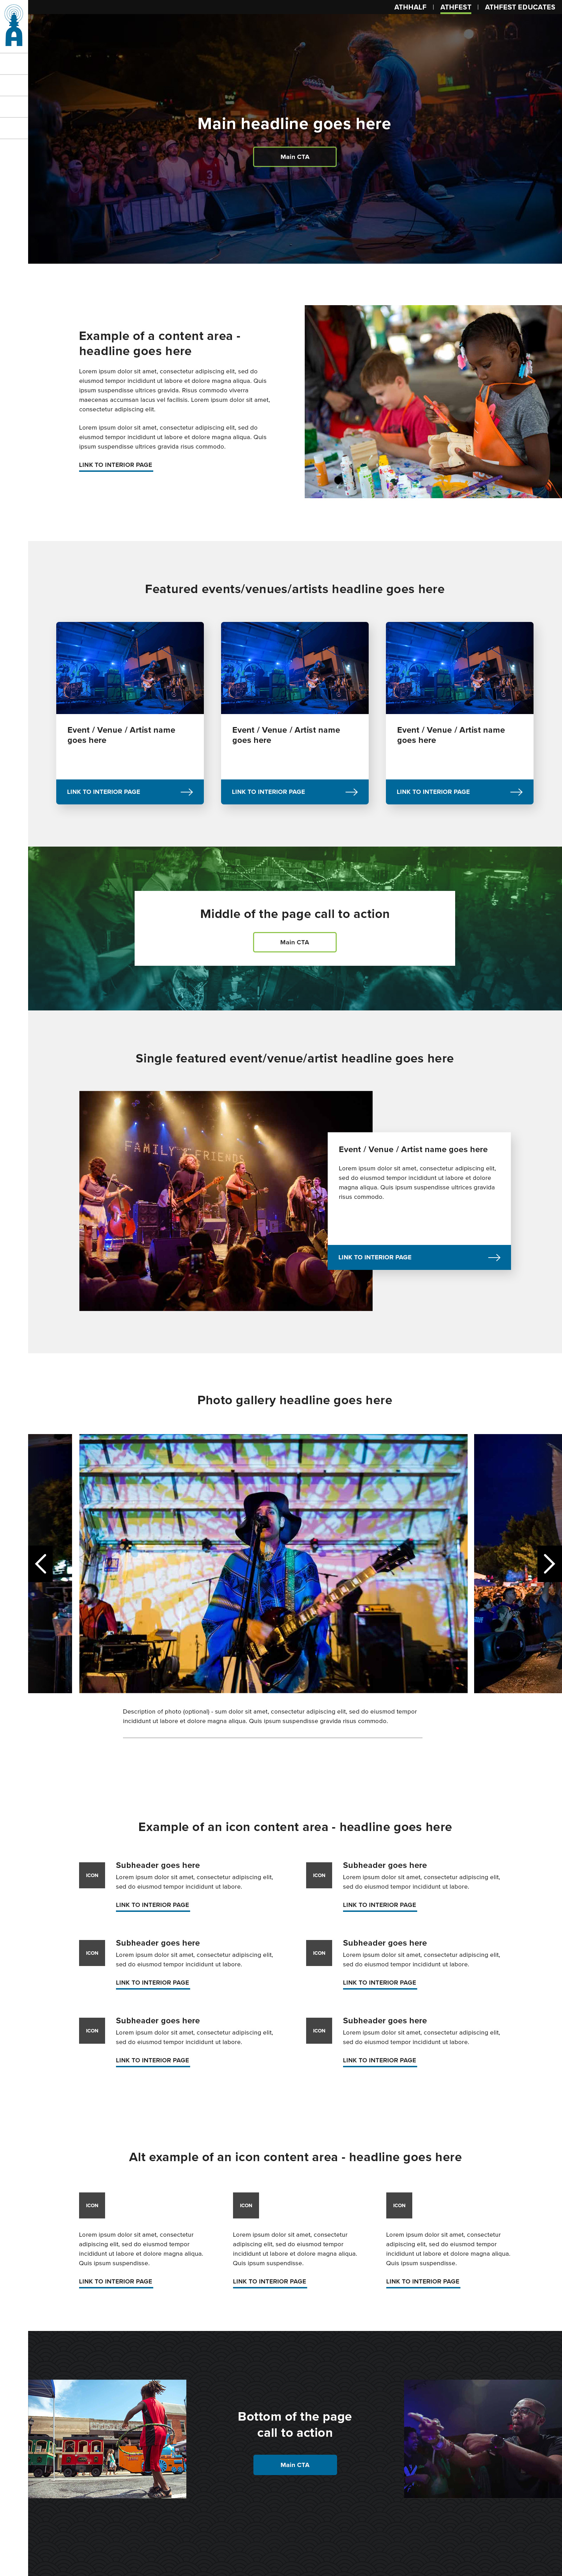 ATHHALF | ATHFEST | ATHFEST EDUCATES
Main headline goes here
Main CTA
Example of a content area -
headline goes here
Lorem ipsum dolor sit amet, consectetur adipiscing elit, sed do
eiusmod tempor incididunt ut labore et dolore magna aliqua. Quis
ipsum suspendisse ultrices gravida. Risus commodo viverra
maecenas accumsan lacus vel facilisis. Lorem ipsum dolor sit amet,
consectetur adipiscing elit.
Lorem ipsum dolor sit amet, consectetur adipiscing elit, sed do
eiusmod tempor incididunt ut labore et dolore magna aliqua. Quis
ipsum suspendisse ultrices gravida risus commodo.
LINK TO INTERIOR PAGE
Featured events/venues/artists headline goes here
Event / Venue / Artist name
goes here
LINK TO INTERIOR PAGE
Event / Venue / Artist name
goes here
LINK TO INTERIOR PAGE
Event / Venue / Artist name
goes here
LINK TO INTERIOR PAGE
Middle of the page call to action
Main CTA
Single featured event/venue/artist headline goes here
FAMILY FRIENDS
Event / Venue / Artist name goes here
Lorem ipsum dolor sit amet, consectetur adipiscing elit,
sed do eiusmod tempor incididunt ut labore et dolore
magna aliqua. Quis ipsum suspendisse ultrices gravida
risus commodo.
LINK TO INTERIOR PAGE
Photo gallery headline goes here
Description of photo (optional) - sum dolor sit amet, consectetur adipiscing elit, sed do eiusmod tempor
incididunt ut labore et dolore magna aliqua. Quis ipsum suspendisse gravida risus commodo.
Example of an icon content area - headline goes here
ICON
Subheader goes here
Lorem ipsum dolor sit amet, consectetur adipiscing elit,
sed do eiusmod tempor incididunt ut labore.
LINK TO INTERIOR PAGE
ICON
Subheader goes here
Lorem ipsum dolor sit amet, consectetur adipiscing elit,
sed do eiusmod tempor incididunt ut labore.
LINK TO INTERIOR PAGE
ICON
Subheader goes here
Lorem ipsum dolor sit amet, consectetur adipiscing elit,
sed do eiusmod tempor incididunt ut labore.
LINK TO INTERIOR PAGE
ICON
Subheader goes here
Lorem ipsum dolor sit amet, consectetur adipiscing elit,
sed do eiusmod tempor incididunt ut labore.
LINK TO INTERIOR PAGE
ICON
Subheader goes here
Lorem ipsum dolor sit amet, consectetur adipiscing elit,
sed do eiusmod tempor incididunt ut labore.
LINK TO INTERIOR PAGE
ICON
Subheader goes here
Lorem ipsum dolor sit amet, consectetur adipiscing elit,
sed do eiusmod tempor incididunt ut labore.
LINK TO INTERIOR PAGE
Alt example of an icon content area - headline goes here
ICON
Lorem ipsum dolor sit amet, consectetur
adipiscing elit, sed do eiusmod tempor
incididunt ut labore et dolore magna aliqua.
Quis ipsum suspendisse.
LINK TO INTERIOR PAGE
ICON
Lorem ipsum dolor sit amet, consectetur
adipiscing elit, sed do eiusmod tempor
incididunt ut labore et dolore magna aliqua.
Quis ipsum suspendisse.
LINK TO INTERIOR PAGE
ICON
Lorem ipsum dolor sit amet, consectetur
adipiscing elit, sed do eiusmod tempor
incididunt ut labore et dolore magna aliqua.
Quis ipsum suspendisse.
LINK TO INTERIOR PAGE
Bottom of the page
call to action
Main CTA